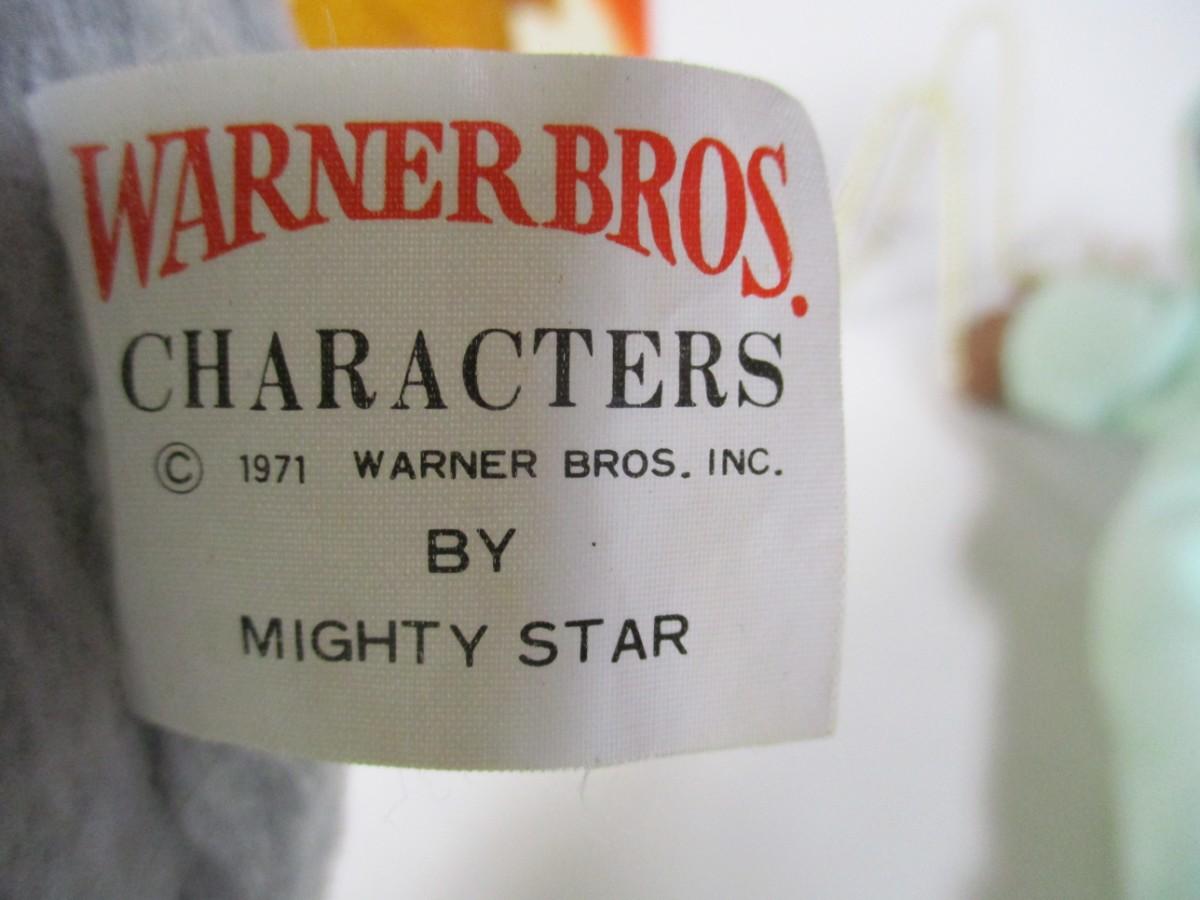 WARNER BROS.
CHARACTERS
© 1971 WARNER BROS. INC.
BY
MIGHTY STAR